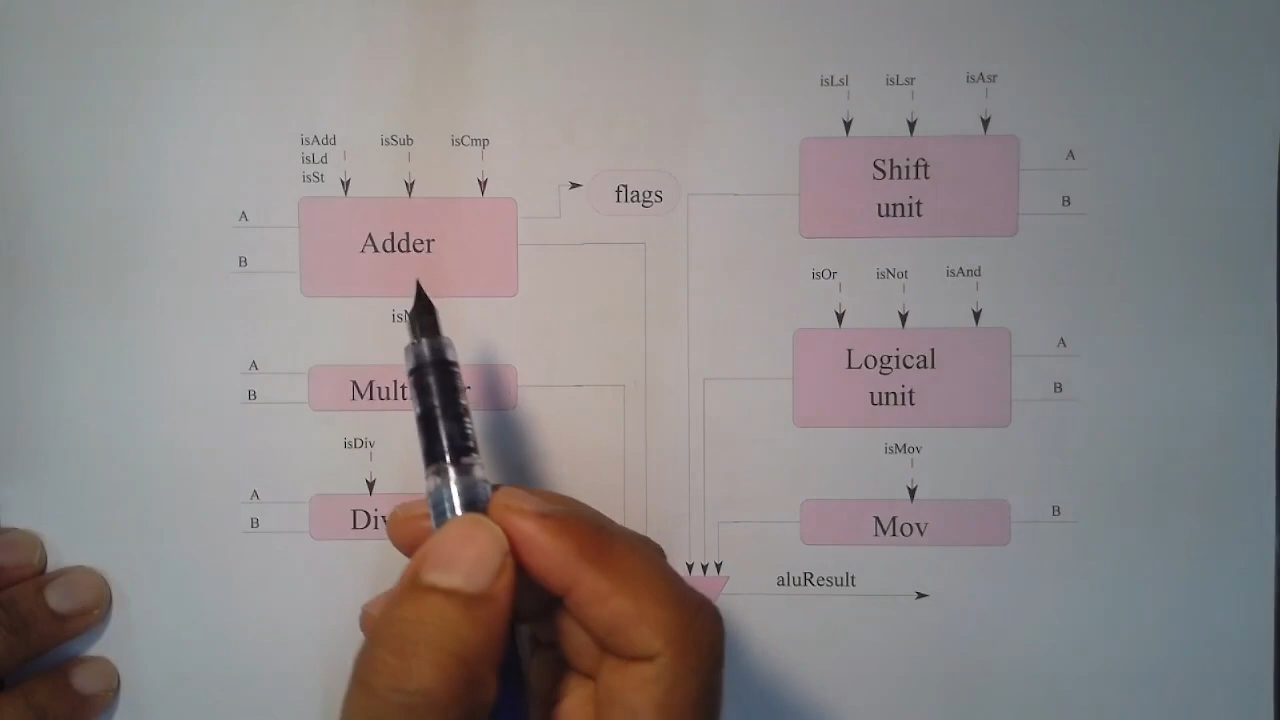 isAdd
isLd
isSt
isSub
isCmp
A
B
Adder
flags
A
B
A
B
isDiv
isLsl
isLsr
isAsr
Shift
unit
A
B
isOr
isNot
isAnd
Logical
unit
A
B
isMov
Mov
B
aluResult